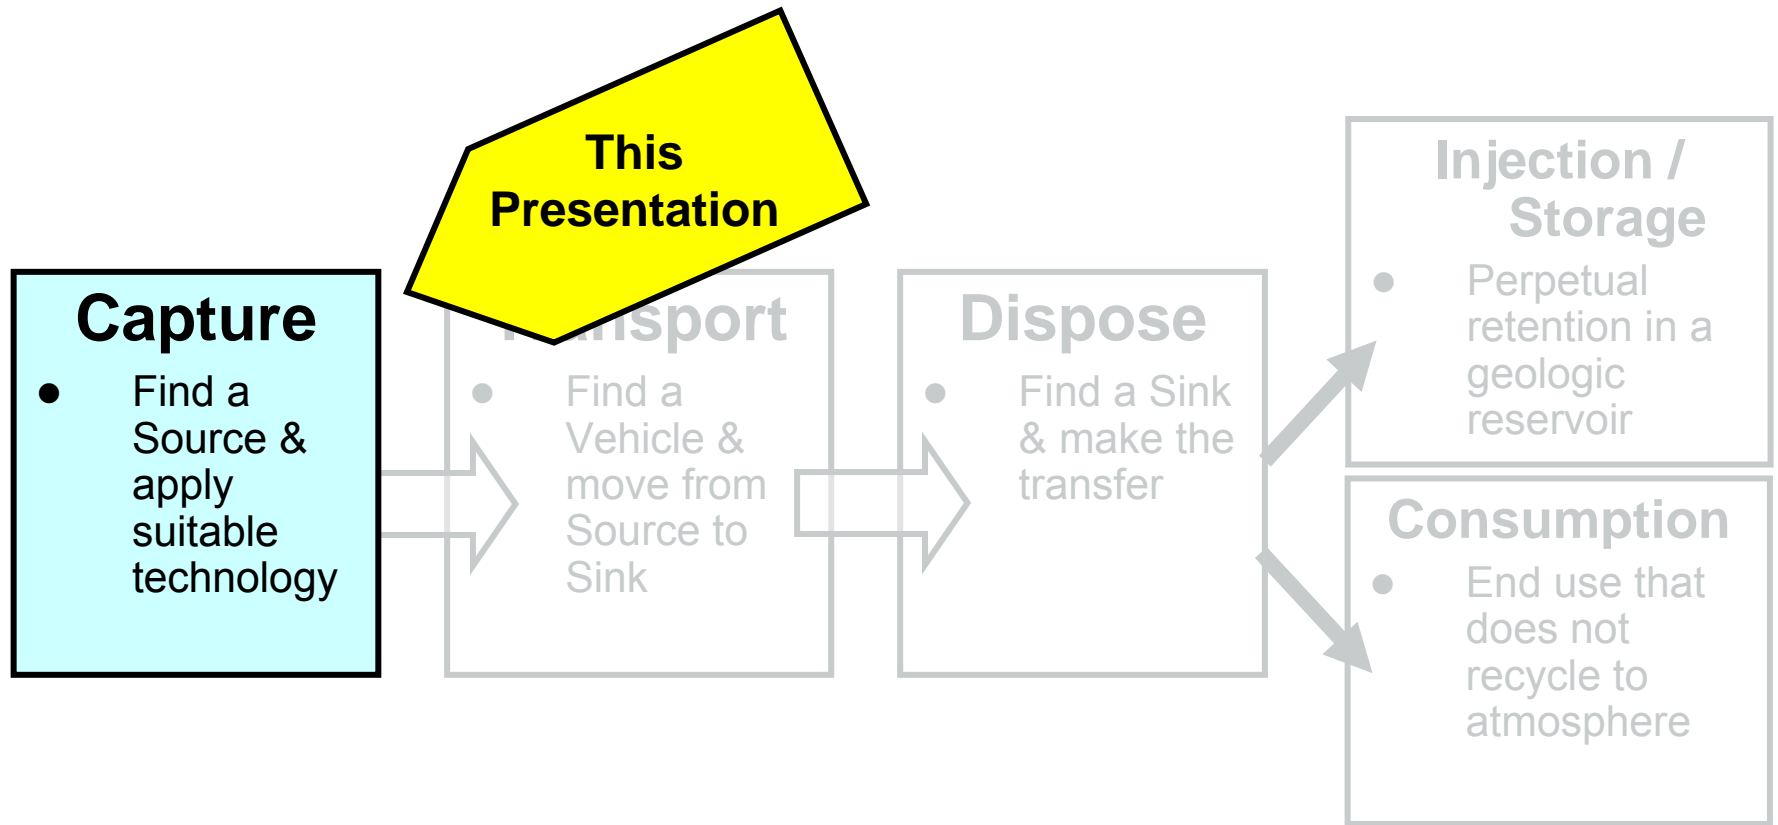 This
Presentation
Capture
● Find a
Source &
apply
suitable
technology
Transport
● Find a
Vehicle &
move from
Source to
Sink
Dispose
● Find a Sink
& make the
transfer
Injection /
Storage
● Perpetual
retention in a
geologic
reservoir
Consumption
● End use that
does not
recycle to
atmosphere